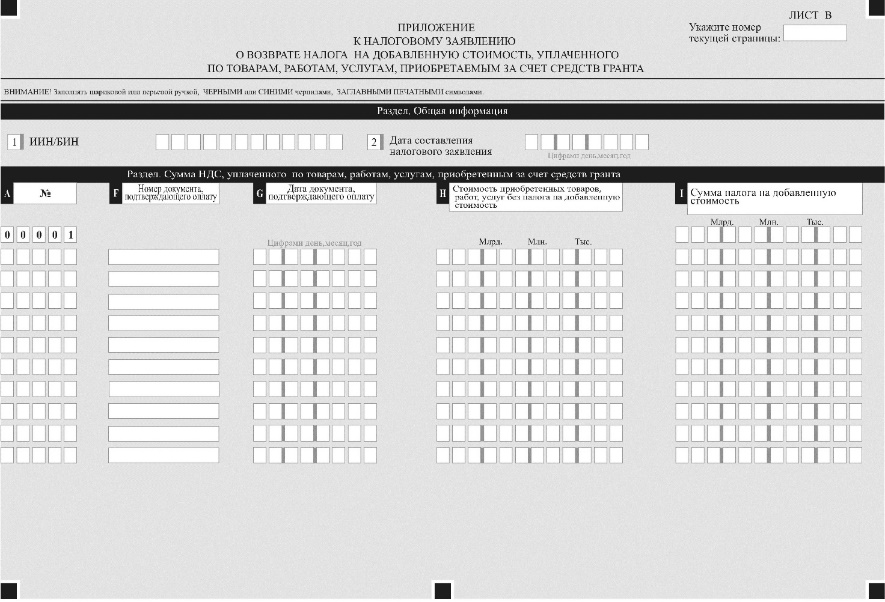 ЛИСТ В
ПРИЛОЖЕНИЕ
К НАЛОГОВОМУ ЗАЯВЛЕНИЮ
О ВОЗВРАТЕ НАЛОГА НА ДОБАВЛЕННУЮ СТОИМОСТЬ, УПЛАЧЕННОГО
ПО ТОВАРАМ, РАБОТАМ, УСЛУГАМ, ПРИОБРЕТАЕМЫМ ЗА СЧЕТ СРЕДСТВ ГРАНТА
Укажите номер
текущей страницы:
ВНИМАНИЕ! Заполнять шариковой или перьевой ручкой, ЧЕРНЫМИ или СИНИМИ чернилами, ЗАГЛАВНЫМИ ПЕЧАТНЫМИ символами.
Раздел. Общая информация
1 ИИН/БИН
2 Дата составления
налогового заявления
Цифрами день,месяц,год
Раздел. Сумма НДС, уплаченного по товарам, работам, услугам, приобретенным за счет средств гранта
A №
F Номер документа,
подтверждающего оплату
G Дата документа,
подтверждающего оплату
H Стоимость приобретенных товаров,
работ, услуг без налога на добавленную
стоимость
I Сумма налога на добавленную
стоимость
Млрд. Млн. Тыс.
0 0 0 0 1
Цифрами день,месяц,год
Млрд. Млн. Тыс.